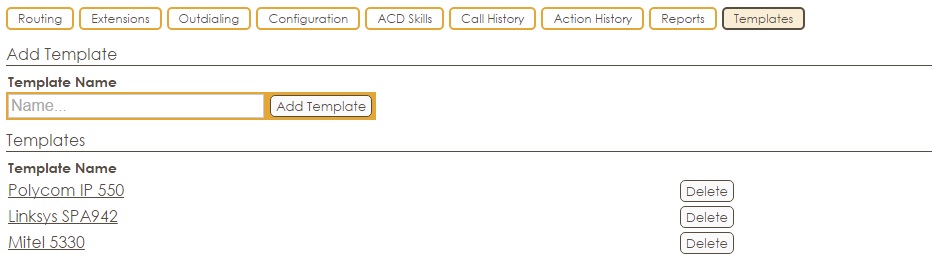 Routing Extensions Outdialing Configuration ACD Skills Call History Action History Reports Templates
Add Template
Template Name
Name... Add Template
Templates
Template Name
Polycom IP 550 Delete
Linksys SPA942 Delete
Mitel 5330 Delete